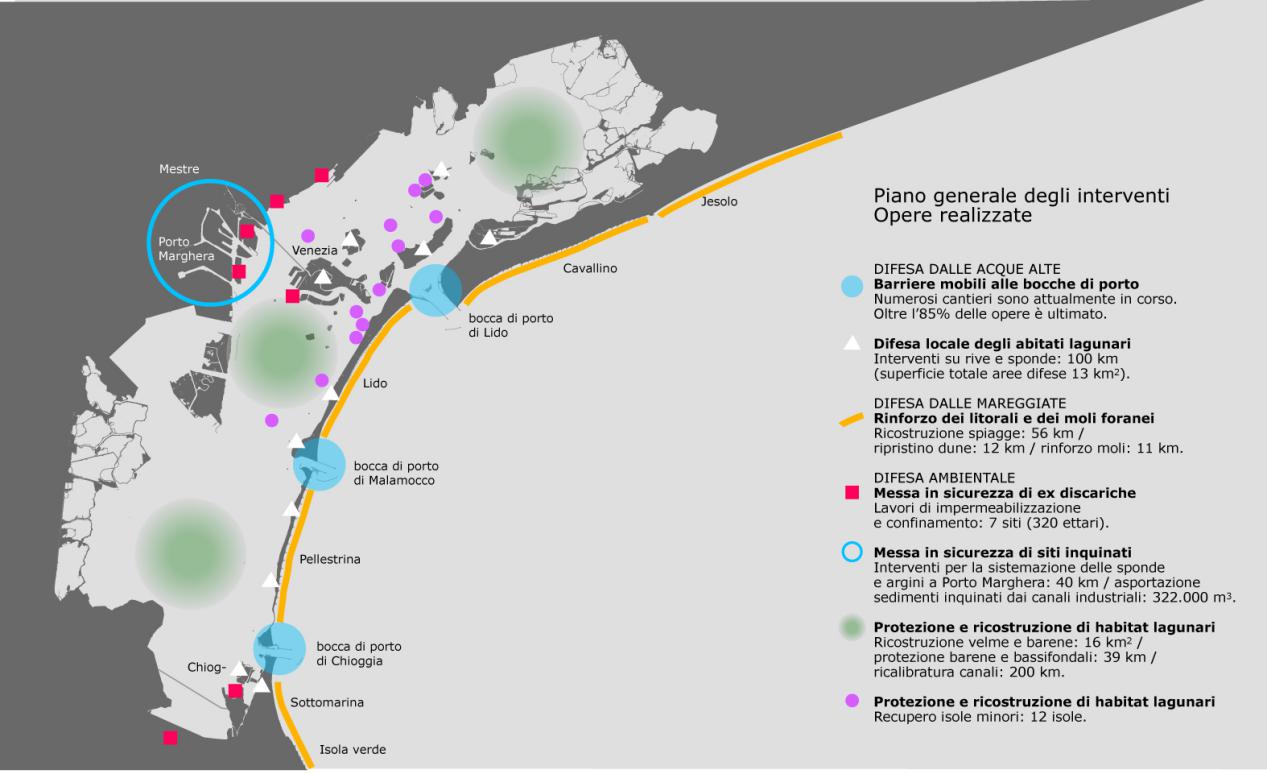 Mestre
Porto
Marghera
Venezia
Jesolo
Cavallino
bocca di porto
di Lido
Lido
bocca di porto
di Malamocco
Pellestrina
bocca di porto
di Chioggia
Chiog-
Sottomarina
Isola verde
Piano generale degli interventi
Opere realizzate
DIFESA DALLE ACQUE ALTE
Barriere mobili alle bocche di porto
Numerosi cantieri sono attualmente in corso.
Oltre l'85% delle opere è ultimato.
Difesa locale degli abitati lagunari
Interventi su rive e sponde: 100 km
(superficie totale aree difese 13 km²).
DIFESA DALLE MAREGGIATE
Rinforzo dei litorali e dei moli foranei
Ricostruzione spiagge: 56 km /
ripristino dune: 12 km / rinforzo moli: 11 km.
DIFESA AMBIENTALE
Messa in sicurezza di ex discariche
Lavori di impermeabilizzazione
e confinamento: 7 siti (320 ettari).
Messa in sicurezza di siti inquinati
Interventi per la sistemazione delle sponde
e argini a Porto Marghera: 40 km / asportazione
sedimenti inquinati dai canali industriali: 322.000 m³.
Protezione e ricostruzione di habitat lagunari
Ricostruzione velme e barene: 16 km² /
protezione barene e bassifondali: 39 km /
ricalibratura canali: 200 km.
Protezione e ricostruzione di habitat lagunari
Recupero isole minori: 12 isole.